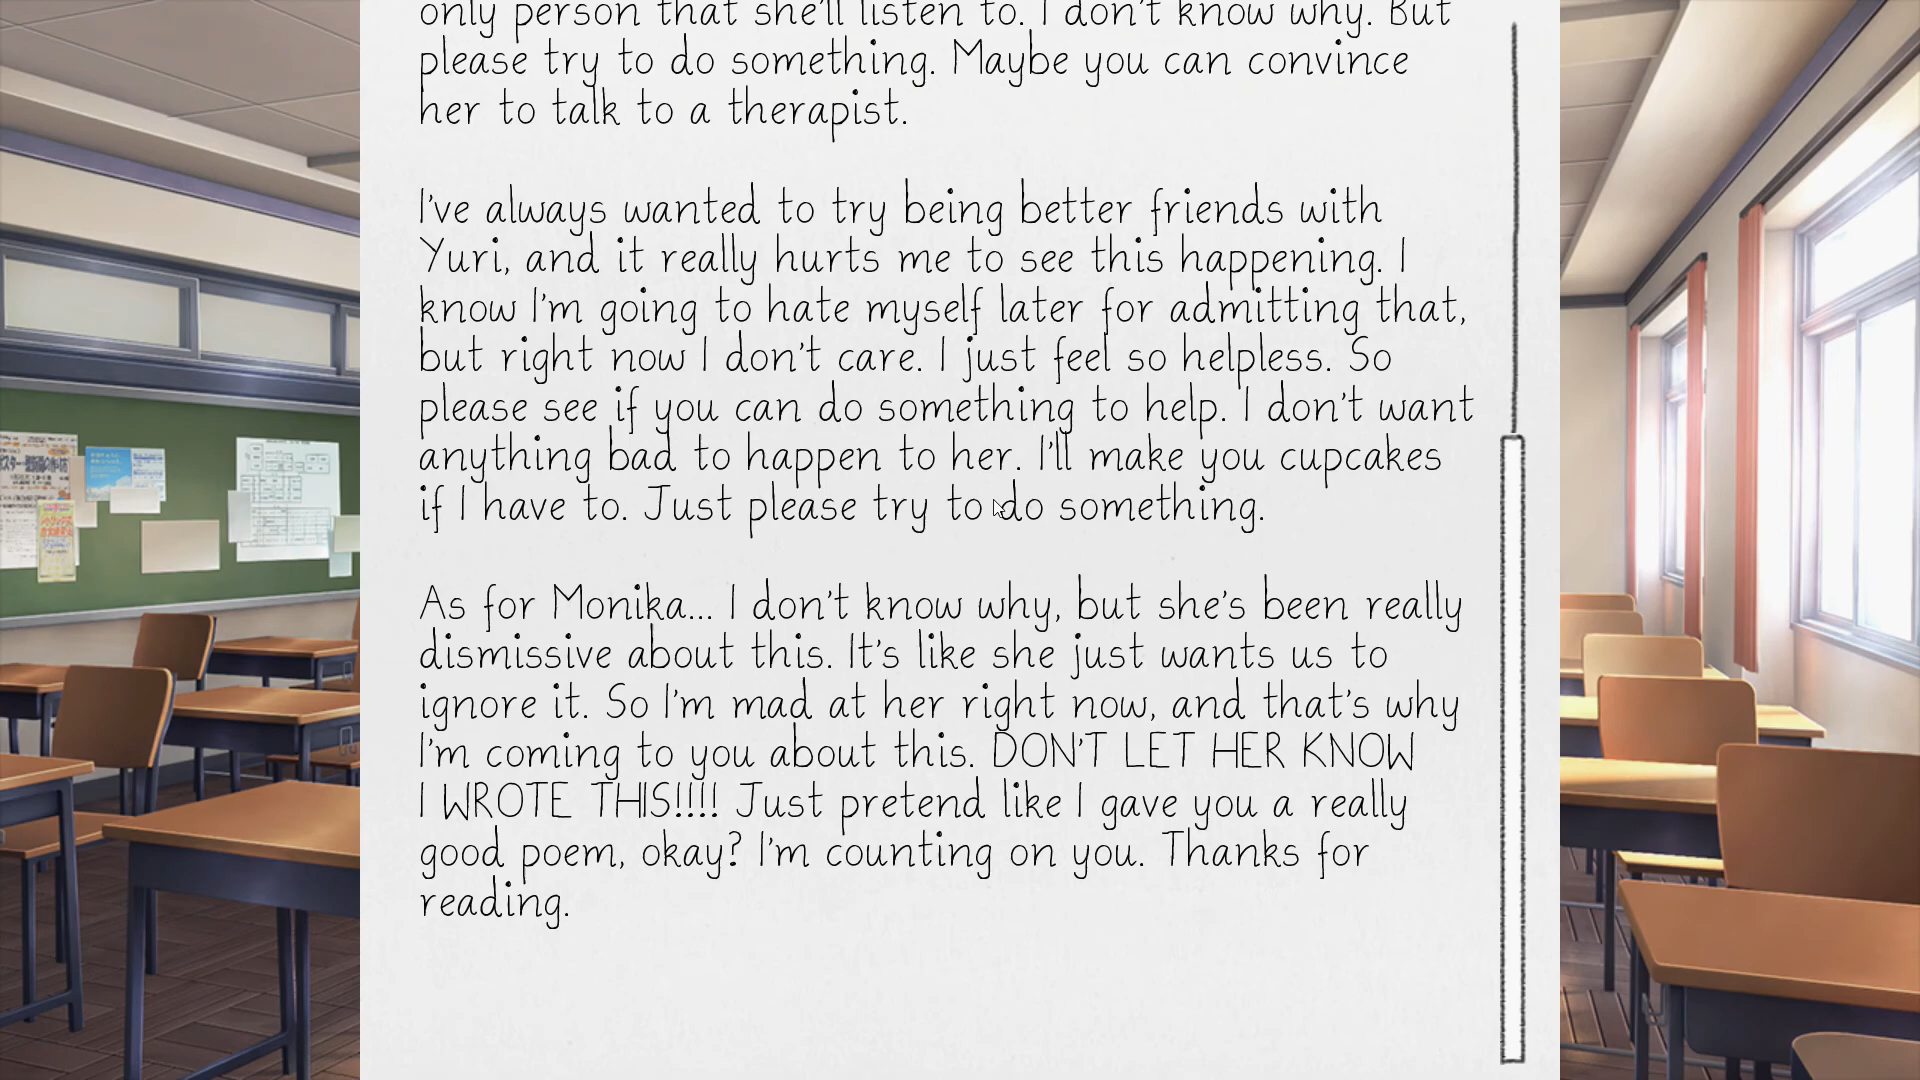 only person that she'll listen to. I don't know why. But
please try to do something. Maybe you can convince
her to talk to a therapist.
I've always wanted to try being better friends with
Yuri, and it really hurts me to see this happening. I
know I'm going to hate myself later for admitting that,
but right now I don't care. I just feel so helpless. So
please see if you can do something to help. I don't want
anything bad to happen to her. I'll make you cupcakes
if I have to. Just please try to do something.
As for Monika... I don't know why, but she's been really
dismissive about this. It's like she just wants us to
ignore it. So I'm mad at her right now, and that's why
I'm coming to you about this. DON'T LET HER KNOW
I WROTE THIS!!!! Just pretend like I gave you a really
good poem, okay? I'm counting on you. Thanks for
reading.